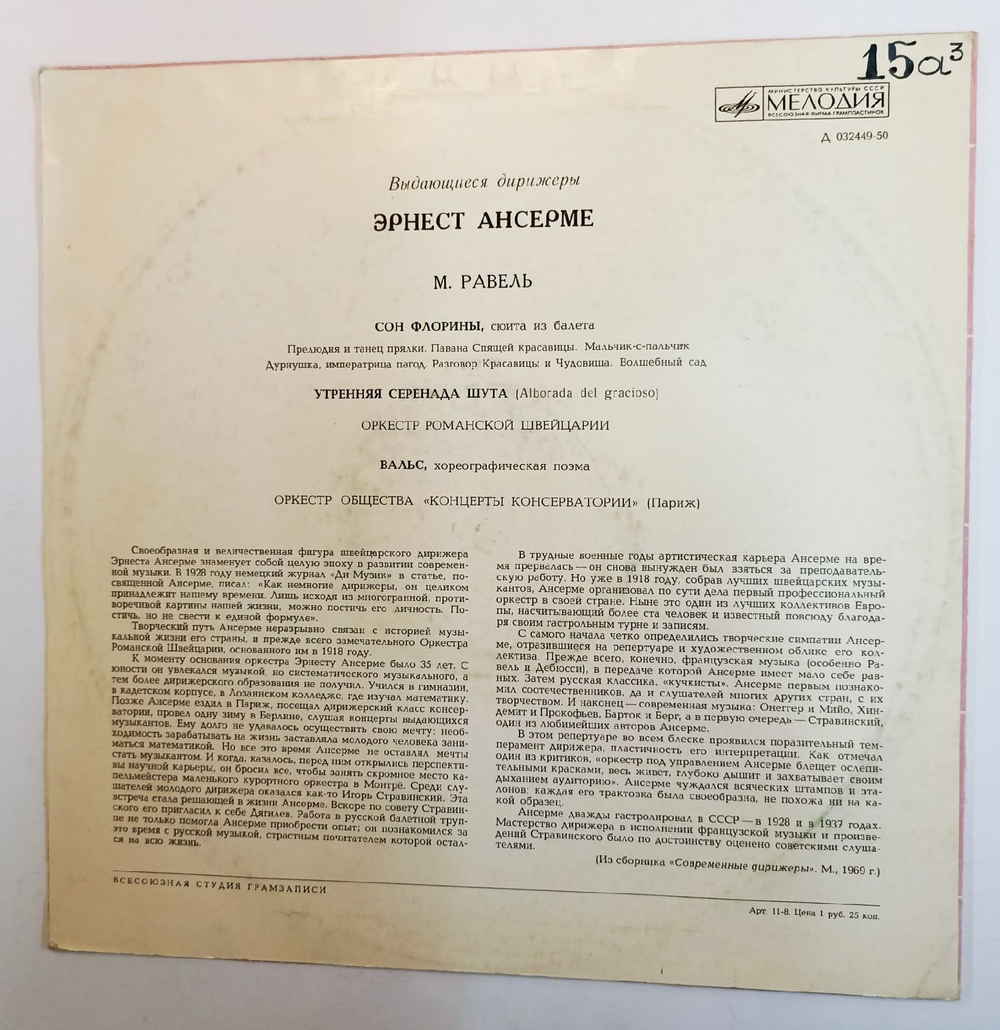 15а³
МИНИСТЕРСТВО КУЛЬТУРЫ СССР
МЕЛОДИЯ
ВСЕСОЮЗНАЯ ФИРМА ГРАМПЛАСТИНОК
Д 032449-50
Выдающиеся дирижеры
ЭРНЕСТ АНСЕРМЕ
М. РАВЕЛЬ
СОН ФЛОРИНЫ, сюита из балета
Прелюдия и танец прялки. Павана Спящей красавицы. Мальчик-с-пальчик
Дурнушка, императрица пагод. Разговор Красавицы и Чудовища. Волшебный сад
УТРЕННЯЯ СЕРЕНАДА ШУТА (Alborada del gracioso)
ОРКЕСТР РОМАНСКОЙ ШВЕЙЦАРИИ
ВАЛЬС, хореографическая поэма
ОРКЕСТР ОБЩЕСТВА «КОНЦЕРТЫ КОНСЕРВАТОРИИ» (Париж)
Своеобразная и величественная фигура швейцарского дирижера
Эрнеста Ансерме знаменует собой целую эпоху в развитии современ-
ной музыки. В 1928 году немецкий журнал «Ди Музик» в статье, по-
священной Ансерме, писал: «Как немногие дирижеры, он целиком
принадлежит нашему времени. Лишь исходя из многогранной, проти-
воречивой картины нашей жизни, можно постичь его личность. По-
стичь, но не свести к единой формуле».
Творческий путь Ансерме неразрывно связан с историей музы-
кальной жизни его страны, и прежде всего замечательного Оркестра
Романской Швейцарии, основанного им в 1918 году.
К моменту основания оркестра Эрнесту Ансерме было 35 лет. С
юности он увлекался музыкой, но систематического музыкального, а
тем более дирижерского образования не получил. Учился в гимназии,
в кадетском корпусе, в Лозаннском колледже, где изучал математику.
Позже Ансерме ездил в Париж, посещал дирижерский класс консер-
ватории, провел одну зиму в Берлине, слушая концерты выдающихся
музыкантов. Ему долго не удавалось осуществить свою мечту: необ-
ходимость зарабатывать на жизнь заставляла молодого человека зани-
маться математикой. Но все это время Ансерме не оставлял мечты
стать музыкантом. И когда, казалось, перед ним открылись перспекти-
вы научной карьеры, он бросил все, чтобы занять скромное место ка-
пельмейстера маленького курортного оркестра в Монтрё. Среди слу-
шателей молодого дирижера оказался как-то Игорь Стравинский. Эта
встреча стала решающей в жизни Ансерме. Вскоре по совету Стравин-
ского его пригласил к себе Дягилев. Работа в русской балетной труп-
пе не только помогла Ансерме приобрести опыт; он познакомился за
это время с русской музыкой, страстным почитателем которой остал-
ся на всю жизнь.
В трудные военные годы артистическая карьера Ансерме на вре-
мя прервалась — он снова вынужден был взяться за преподаватель-
скую работу. Но уже в 1918 году, собрав лучших швейцарских музы-
кантов, Ансерме организовал по сути дела первый профессиональный
оркестр в своей стране. Ныне это один из лучших коллективов Евро-
пы, насчитывающий более ста человек и известный повсюду благода-
ря своим гастрольным турне и записям.
С самого начала четко определились творческие симпатии Ансер-
ме, отразившиеся на репертуаре и художественном облике его кол-
лектива. Прежде всего, конечно, французская музыка (особенно Ра-
вель и Дебюсси), в передаче которой Ансерме имеет мало себе рав-
ных. Затем русская классика, «кучкисты». Ансерме первым познако-
мил соотечественников, да и слушателей многих других стран, с их
творчеством. И наконец — современная музыка: Онеггер и Мийо, Хин-
демит и Прокофьев, Барток и Берг, а в первую очередь — Стравинский,
один из любимейших авторов Ансерме.
В этом репертуаре во всем блеске проявился поразительный тем-
перамент дирижера, пластичность его интерпретации. Как отмечал
один из критиков, «оркестр под управлением Ансерме блещет ослепи-
тельными красками, весь живет, глубоко дышит и захватывает своим
дыханием аудиторию». Ансерме чуждался всяческих штампов и эта-
лонов; каждая его трактовка была своеобразна, не похожа ни на ка-
кой образец.
Ансерме дважды гастролировал в СССР — в 1928 и в 1937 годах.
Мастерство дирижера в исполнении французской музыки и произве-
дений Стравинского было по достоинству оценено советскими слуша-
телями.
(Из сборника «Современные дирижеры». М., 1969 г.)
ВСЕСОЮЗНАЯ СТУДИЯ ГРАМЗАПИСИ
Арт. 11-8. Цена 1 руб. 25 коп.